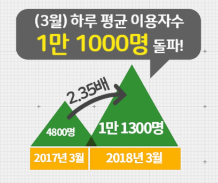 (3월) 하루 평균 이용자수
1만 1000명 돌파!
2.35배
4800명
1만 1300명
2017년 3월
2018년 3월